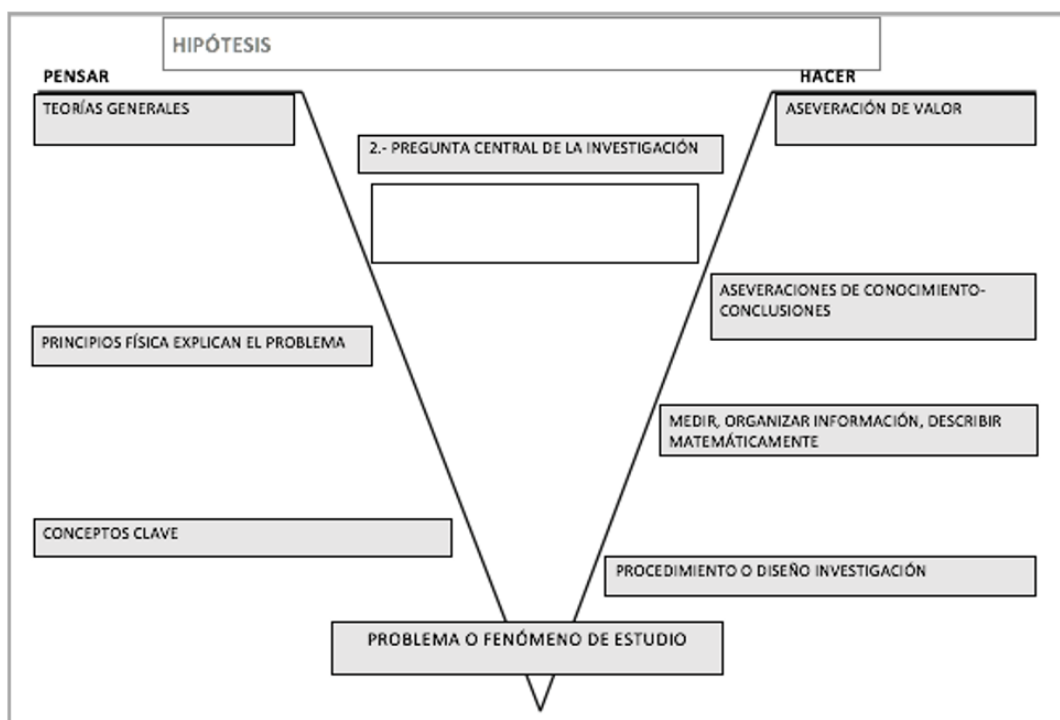 HIPÓTESIS
PENSAR
HACER
TEORÍAS GENERALES
ASEVERACIÓN DE VALOR
2.- PREGUNTA CENTRAL DE LA INVESTIGACIÓN
ASEVERACIONES DE CONOCIMIENTO-
CONCLUSIONES
PRINCIPIOS FÍSICA EXPLICAN EL PROBLEMA
MEDIR, ORGANIZAR INFORMACIÓN, DESCRIBIR
MATEMÁTICAMENTE
CONCEPTOS CLAVE
PROCEDIMIENTO O DISEÑO INVESTIGACIÓN
PROBLEMA O FENÓMENO DE ESTUDIO